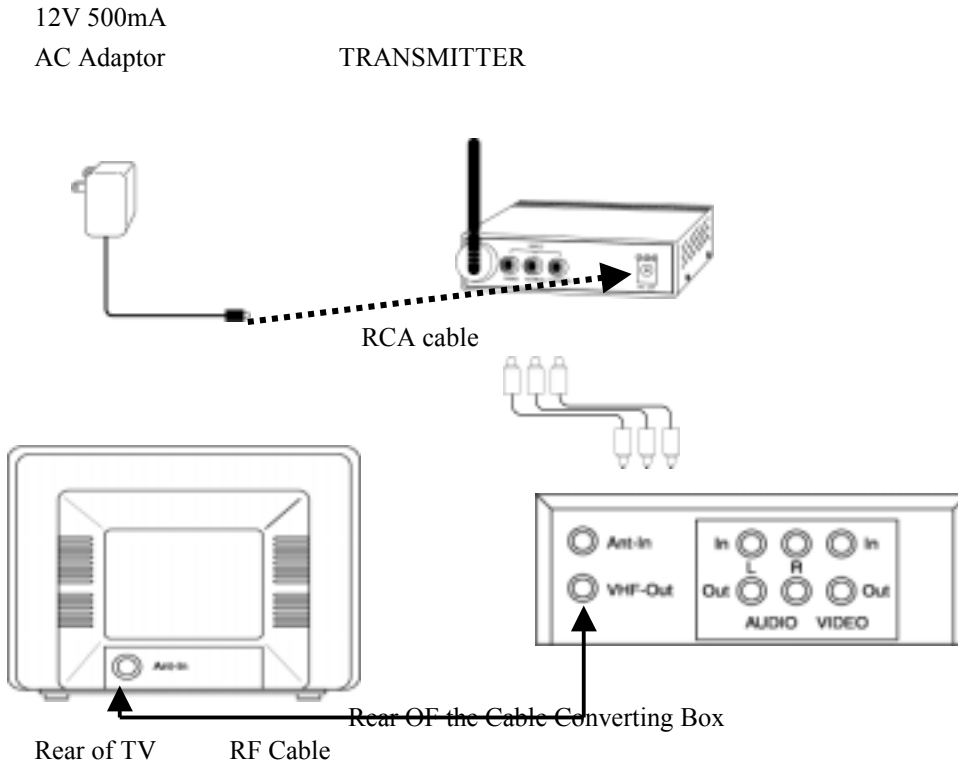 12V 500mA
AC Adaptor TRANSMITTER
RCA cable
Ant-In In In
L R
VHF-Out Out Out
AUDIO VIDEO
Ant-In
Rear OF the Cable Converting Box
Rear of TV RF Cable